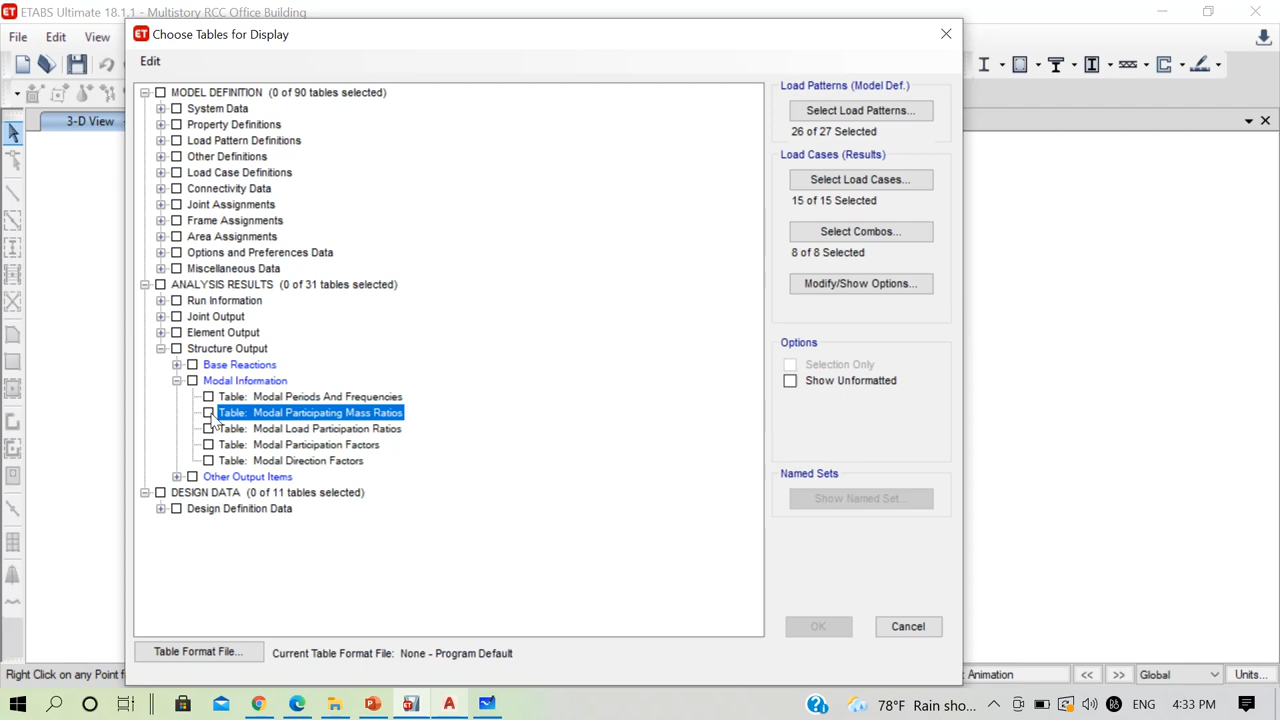 ETABS Ultimate 18.1.1 - Multistory RCC Office Building
File Edit View
Choose Tables for Display
Edit
3-D View
MODEL DEFINITION (0 of 90 tables selected)
System Data
Property Definitions
Load Pattern Definitions
Other Definitions
Load Case Definitions
Connectivity Data
Joint Assignments
Frame Assignments
Area Assignments
Options and Preferences Data
Miscellaneous Data
ANALYSIS RESULTS (0 of 31 tables selected)
Run Information
Joint Output
Element Output
Structure Output
Base Reactions
Modal Information
Table: Modal Periods And Frequencies
Table: Modal Participating Mass Ratios
Table: Modal Load Participation Ratios
Table: Modal Participation Factors
Table: Modal Direction Factors
Other Output Items
DESIGN DATA (0 of 11 tables selected)
Design Definition Data
Load Patterns (Model Def.)
Select Load Patterns...
26 of 27 Selected
Load Cases (Results)
Select Load Cases...
15 of 15 Selected
Select Combos...
8 of 8 Selected
Modify/Show Options...
Options
Selection Only
Show Unformatted
Named Sets
Show Named Set...
OK Cancel
Table Format File... Current Table Format File: None - Program Default
Right Click on any Point f
Animation << >> Global Units...
78°F Rain sho... ENG 4:33 PM